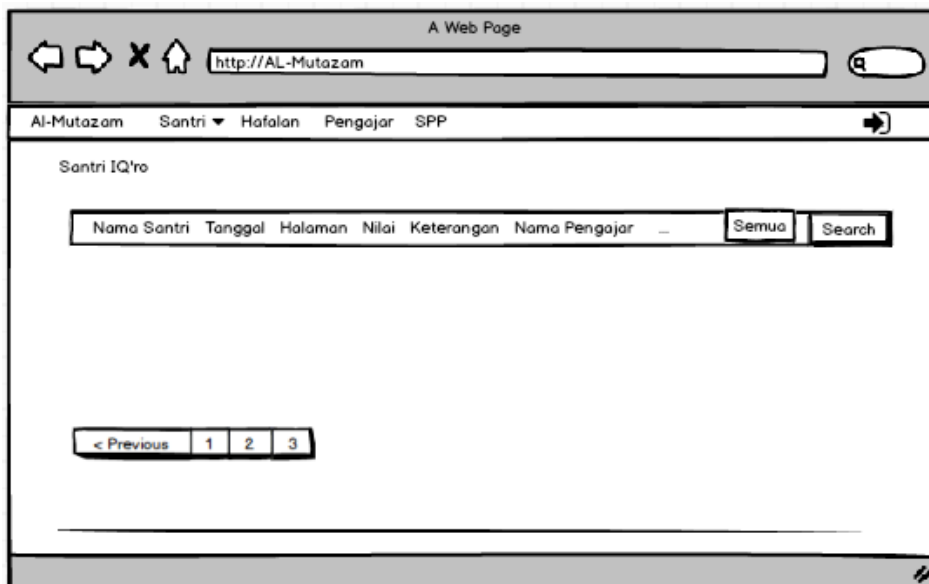 A Web Page
http://AL-Mutazam
Al-Mutazam Santri Hafalan Pengajar SPP
Santri IQ'ro
Nama Santri Tanggal Halaman Nilai Keterangan Nama Pengajar ... Semua Search
< Previous 1 2 3